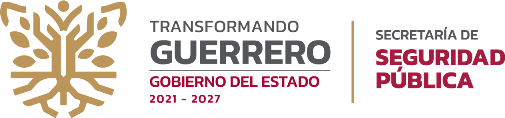 TRANSFORMANDO
GUERRERO
GOBIERNO DEL ESTADO
2021 - 2027
SECRETARÍA DE
SEGURIDAD
PÚBLICA